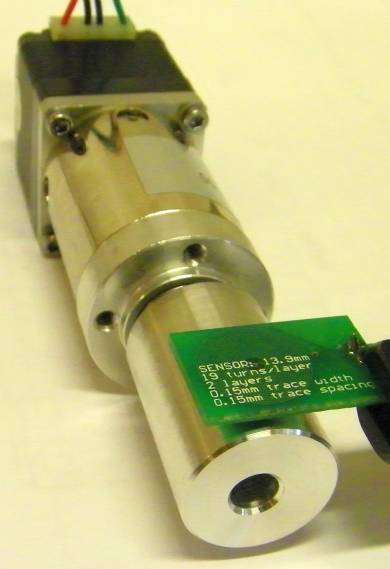 SENSOR: 13.9mm
19 turns/layer
2 layers
0.15mm trace width
0.15mm trace spacing